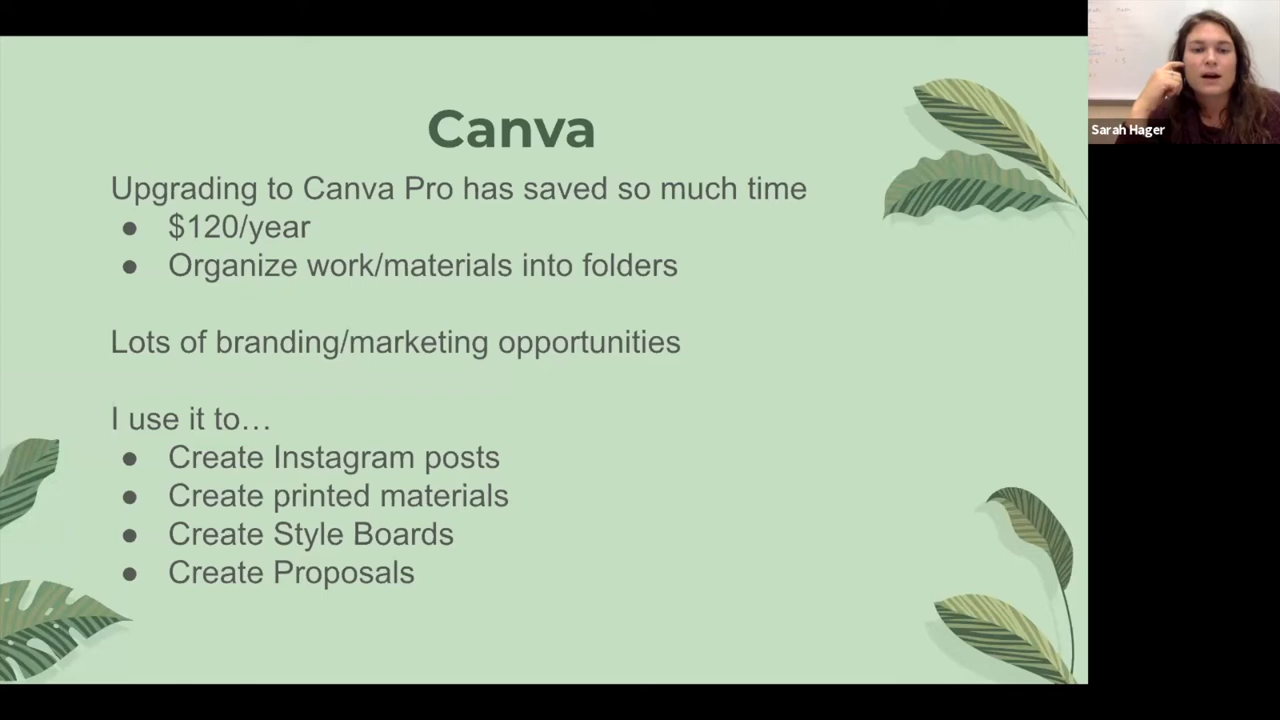 Canva
Upgrading to Canva Pro has saved so much time
● $120/year
● Organize work/materials into folders
Lots of branding/marketing opportunities
I use it to…
● Create Instagram posts
● Create printed materials
● Create Style Boards
● Create Proposals
Sarah Hager